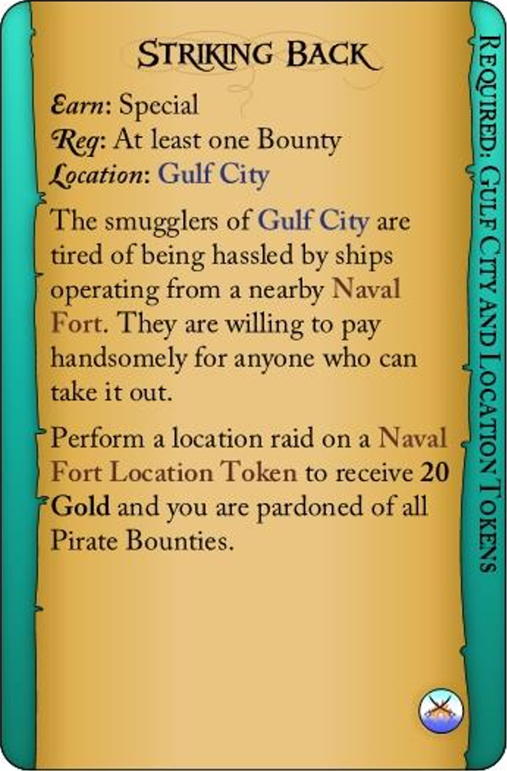 Striking Back
Earn: Special
Req: At least one Bounty
Location: Gulf City
The smugglers of Gulf City are
tired of being hassled by ships
operating from a nearby Naval
Fort. They are willing to pay
handsomely for anyone who can
take it out.
Perform a location raid on a Naval
Fort Location Token to receive 20
Gold and you are pardoned of all
Pirate Bounties.
Required: Gulf City and Location Tokens